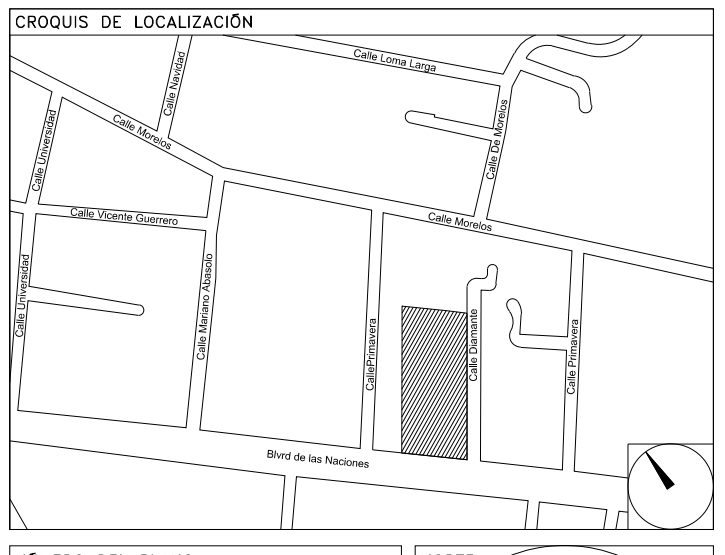 CROQUIS DE LOCALIZACIÓN
Calle Loma Larga
Calle Navidad
Calle Morelos
Calle Universidad
Calle De Morelos
Calle Vicente Guerrero
Calle Morelos
Calle Universidad
Calle Mariano Abasolo
CallePrimavera
Calle Diamante
Calle Primavera
Blvrd de las Naciones